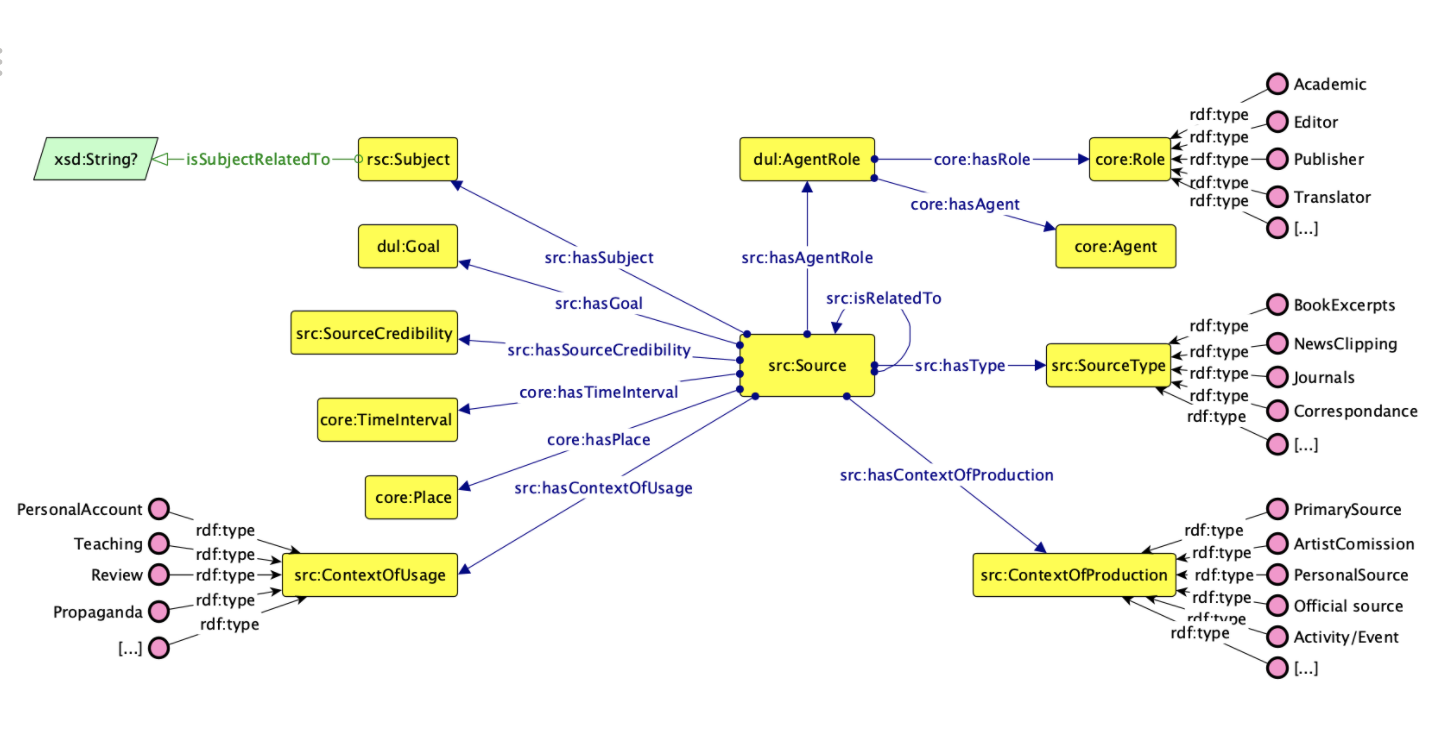 Academic
rdf:type
Editor
rdf:type
xsd:String?
isSubjectRelatedTo
rsc:Subject
dul:AgentRole
core:hasRole
core:Role
rdf:type
Publisher
rdf:type
Translator
rdf:type
core:hasAgent
[...]
dul:Goal
core:Agent
src:hasSubject
src:hasAgentRole
src:hasGoal
src:isRelatedTo
BookExcerpts
rdf:type
src:SourceCredibility
src:hasSourceCredibility
NewsClipping
rdf:type
src:Source
src:hasType
src:SourceType
rdf:type
Journals
core:hasTimeInterval
rdf:type
core:TimeInterval
Correspondance
rdf:type
core:hasPlace
[...]
src:hasContextOfProduction
core:Place
src:hasContextOfUsage
PersonalAccount
PrimarySource
rdf:type
rdf:type
Teaching
ArtistComission
rdf:type
rdf:type
Review
rdf:type
src:ContextOfUsage
src:ContextOfProduction
rdf:type
PersonalSource
rdf:type
rdf:type
Propaganda
Official source
rdf:type
rdf:type
rdf:type
Activity/Event
[...]
[...]